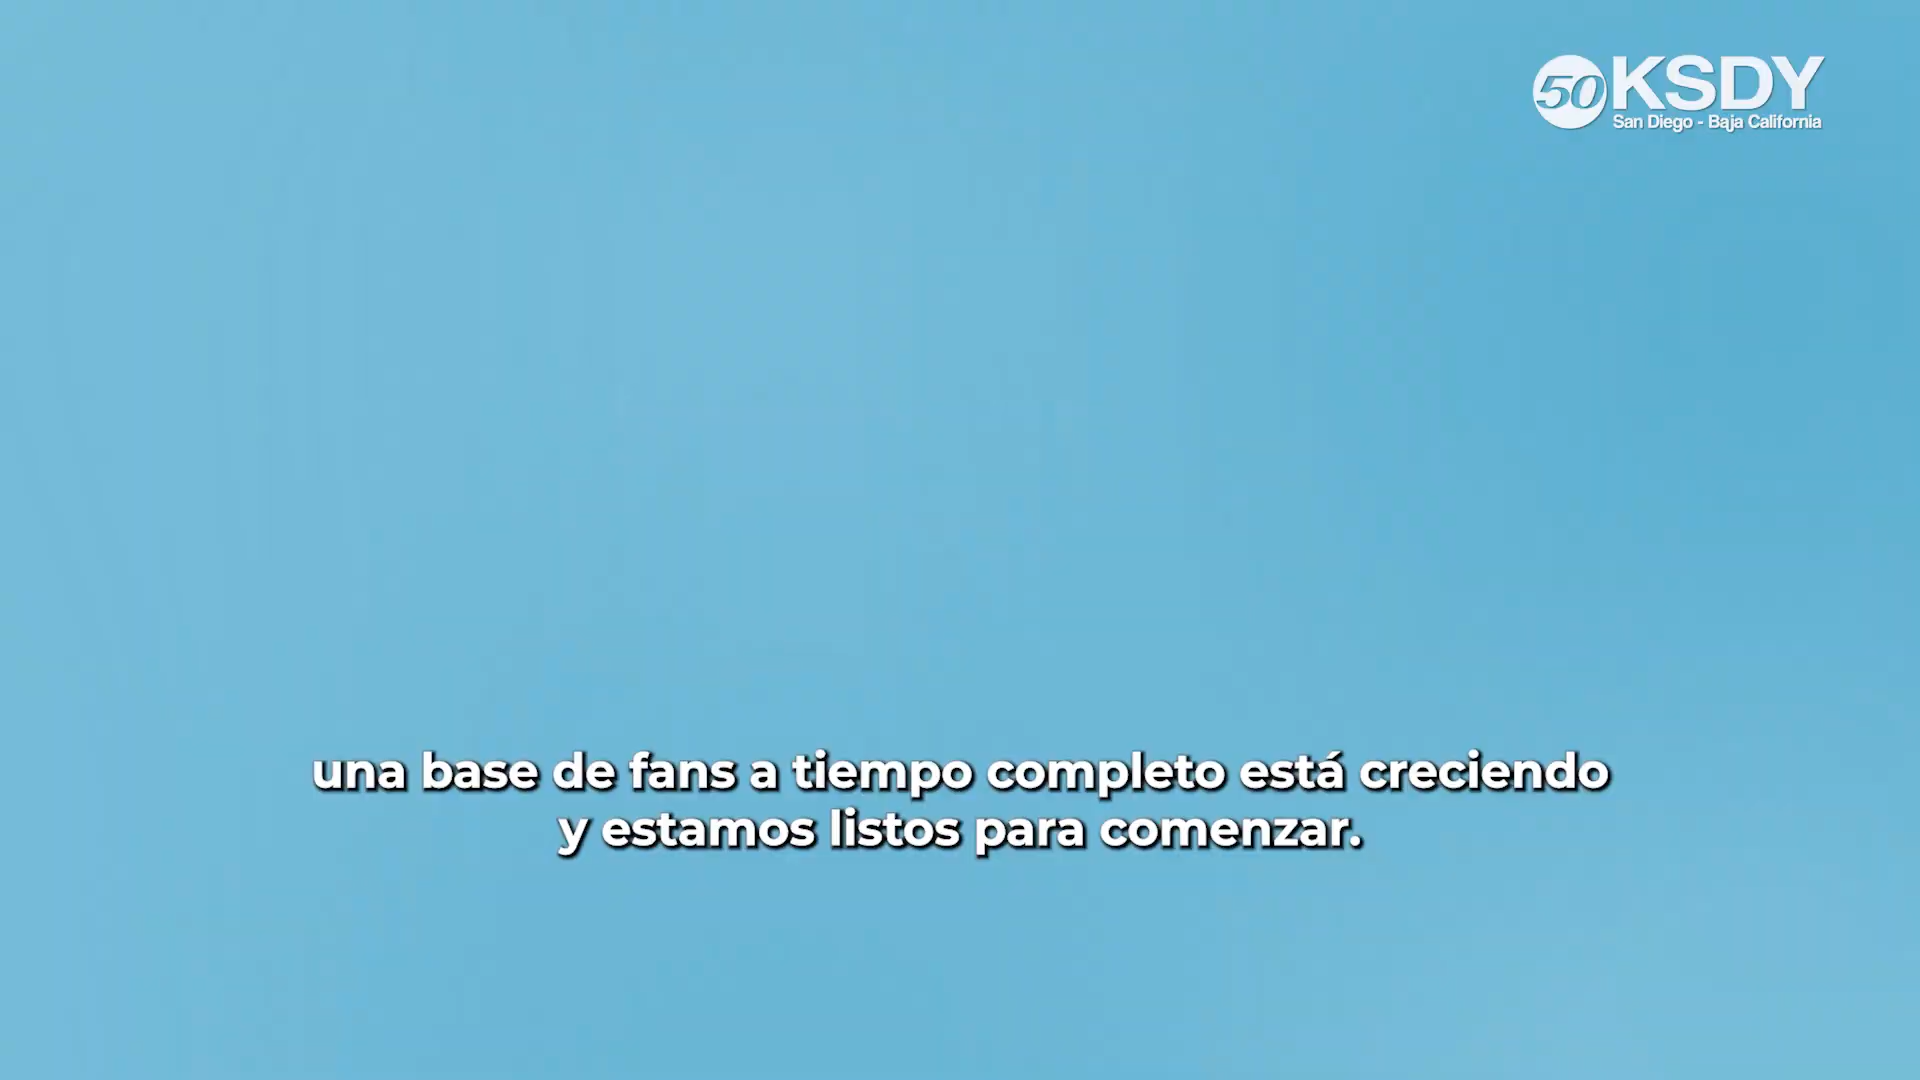 50 KSDY
San Diego - Baja California
una base de fans a tiempo completo está creciendo
y estamos listos para comenzar.